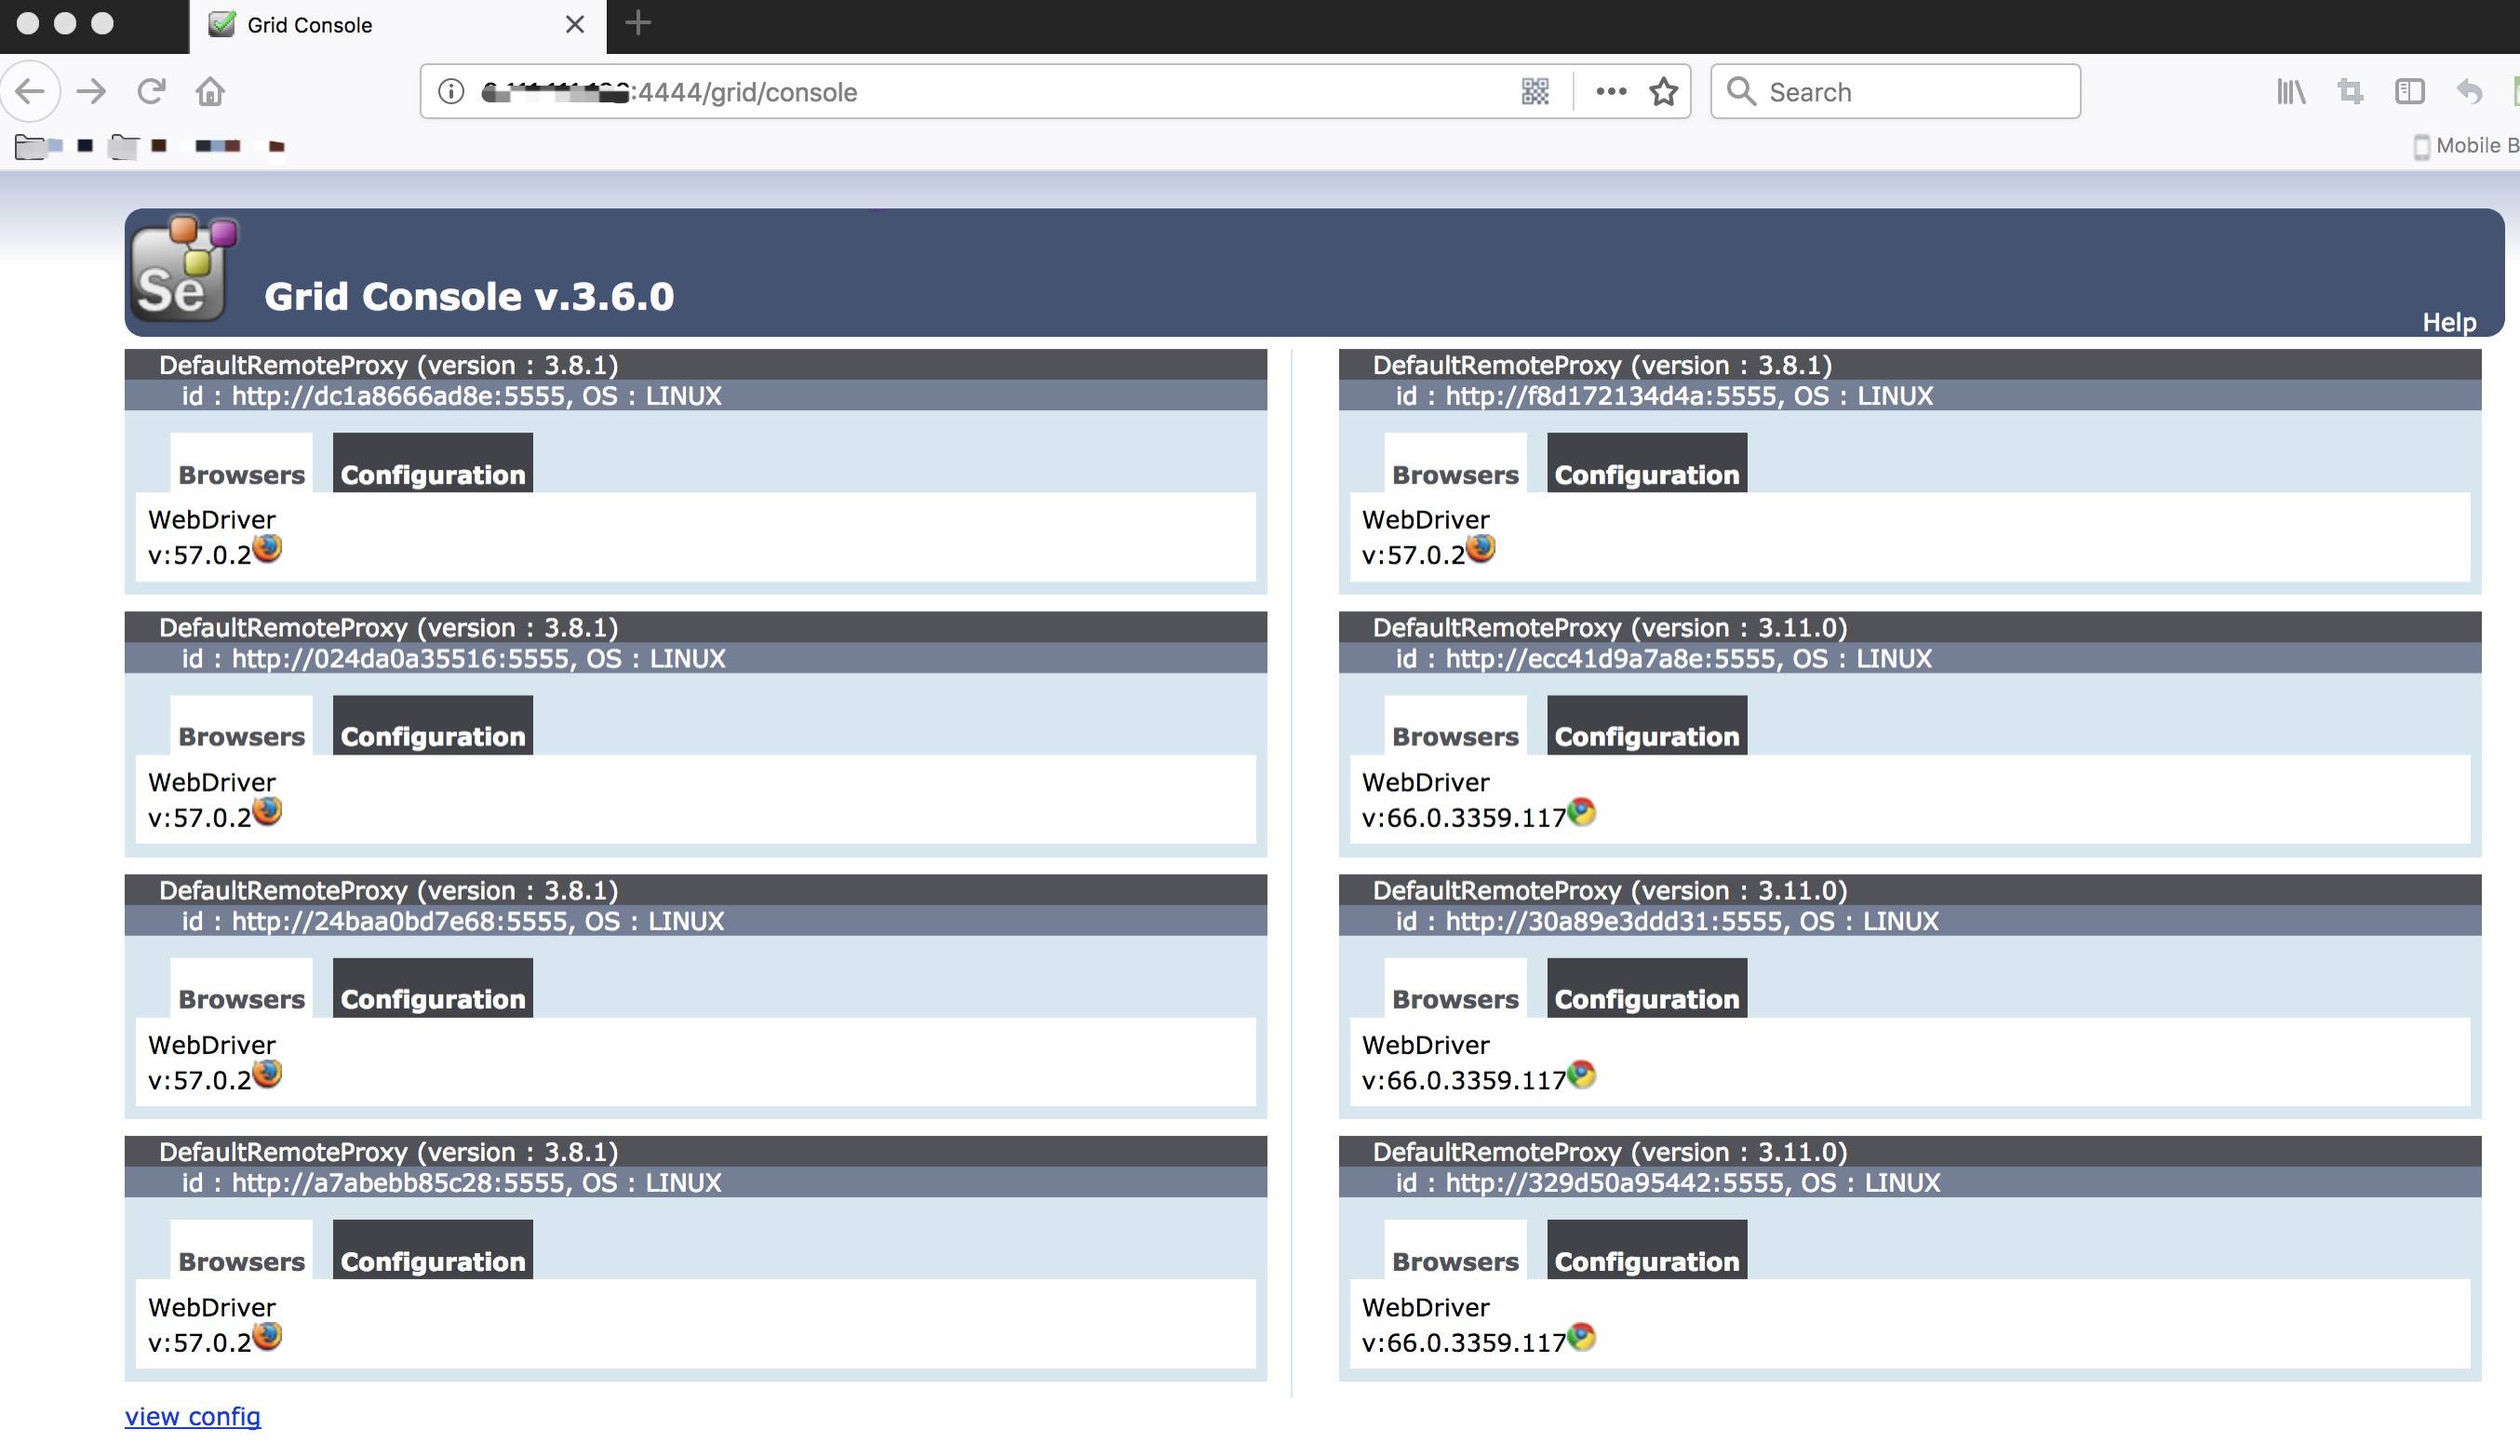 Grid Console
:4444/grid/console
Search
Mobile B
Se
Grid Console v.3.6.0
Help
DefaultRemoteProxy (version : 3.8.1)
id : http://dc1a8666ad8e:5555, OS : LINUX
Browsers Configuration
WebDriver
v:57.0.2
DefaultRemoteProxy (version : 3.8.1)
id : http://024da0a35516:5555, OS : LINUX
Browsers Configuration
WebDriver
v:57.0.2
DefaultRemoteProxy (version : 3.8.1)
id : http://24baa0bd7e68:5555, OS : LINUX
Browsers Configuration
WebDriver
v:57.0.2
DefaultRemoteProxy (version : 3.8.1)
id : http://a7abebb85c28:5555, OS : LINUX
Browsers Configuration
WebDriver
v:57.0.2
view config
DefaultRemoteProxy (version : 3.8.1)
id : http://f8d172134d4a:5555, OS : LINUX
Browsers Configuration
WebDriver
v:57.0.2
DefaultRemoteProxy (version : 3.11.0)
id : http://ecc41d9a7a8e:5555, OS : LINUX
Browsers Configuration
WebDriver
v:66.0.3359.117
DefaultRemoteProxy (version : 3.11.0)
id : http://30a89e3ddd31:5555, OS : LINUX
Browsers Configuration
WebDriver
v:66.0.3359.117
DefaultRemoteProxy (version : 3.11.0)
id : http://329d50a95442:5555, OS : LINUX
Browsers Configuration
WebDriver
v:66.0.3359.117